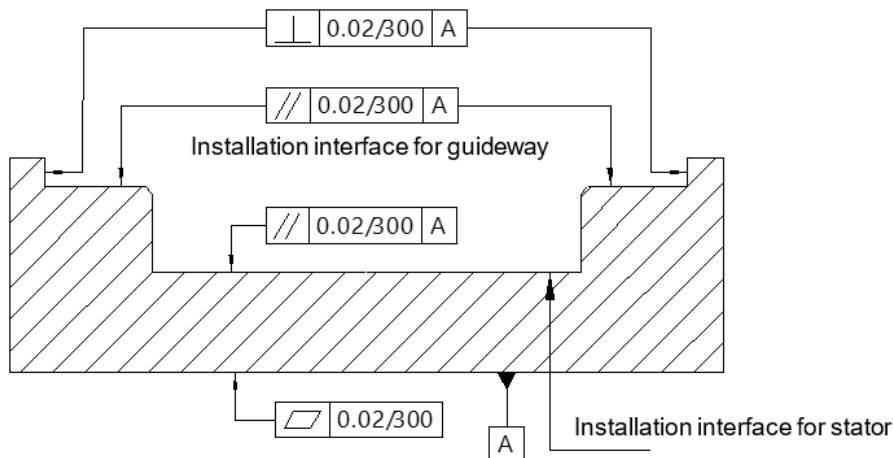 ⊥ 0.02/300 A
// 0.02/300 A
Installation interface for guideway
// 0.02/300 A
▱ 0.02/300
A
Installation interface for stator